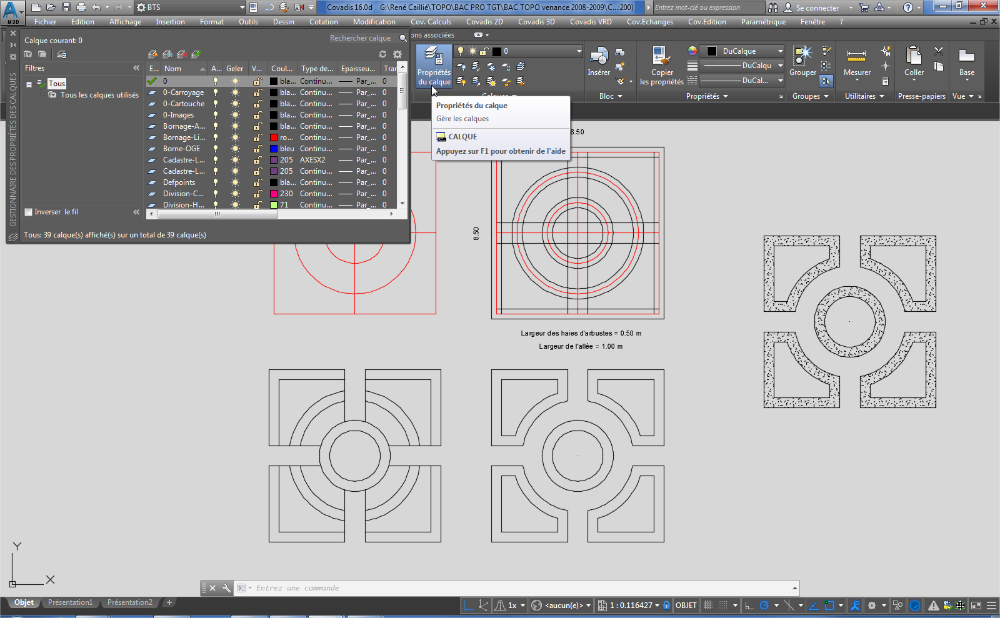 M3D
BTS
Covadis 16.0d G:\René Caillié\TOPO\BAC PRO TGT\BAC TOPO venance 2008-2009\C...:200)
Entrez mot-clé ou expression
Se connecter
Fichier Edition Affichage Insertion Format Outils Dessin Cotation Modification Cov. Calculs Covadis 2D Covadis 3D Covadis VRD Cov.Echanges Cov.Edition Paramétrique Fenêtre ?
ons associées
Calque courant: 0
Rechercher calque
Filtres
Tous
Tous les calques utilisés
Inverser le fil
E... Nom A... Geler V... Coul... Type de... Epaisseu... Trar
0 bla... Continu... Par_... 0
0-Carroyage bla... Continu... Par_... 0
0-Cartouche bla... Continu... Par_... 0
0-Images bla... Continu... Par_... 0
Bornage-A... bla... Continu... Par_... 0
Bornage-Li... ro... Continu... Par_... 0
Borne-OGE bleu Continu... Par_... 0
Cadastre-L... 205 AXESX2 Par_... 0
Cadastre-L... 205 Continu... Par_... 0
Defpoints bla... Continu... Par_... 0
Division-C... 230 Continu... Par_... 0
Division-H... 71 Continu... Par_... 0
Tous: 39 calque(s) affiché(s) sur un total de 39 calque(s)
GESTIONNAIRE DES PROPRIÉTÉS DES CALQUES
Propriétés
du calque
0
Insérer
Bloc
Copier
les propriétés
DuCalque
DuCalqu
DuCal...
Propriétés
Grouper
Groupes
Mesurer
Utilitaires
Coller
Presse-papiers
Base
Vue
Propriétés du calque
Gère les calques
CALQUE
Appuyez sur F1 pour obtenir de l'aide
8.50
8.50
Largeur des haies d'arbustes = 0.50 m
Largeur de l'allée = 1.00 m
Y
X
Entrez une commande
Objet Présentation1 Présentation2 +
1x
<aucun(e)>
1 : 0.116427
OBJET